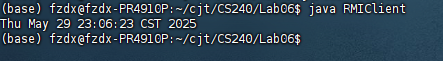 (base) fzdx@fzdx-PR4910P:~/cjt/CS240/Lab06$ java RMIClient
Thu May 29 23:06:23 CST 2025
(base) fzdx@fzdx-PR4910P:~/cjt/CS240/Lab06$